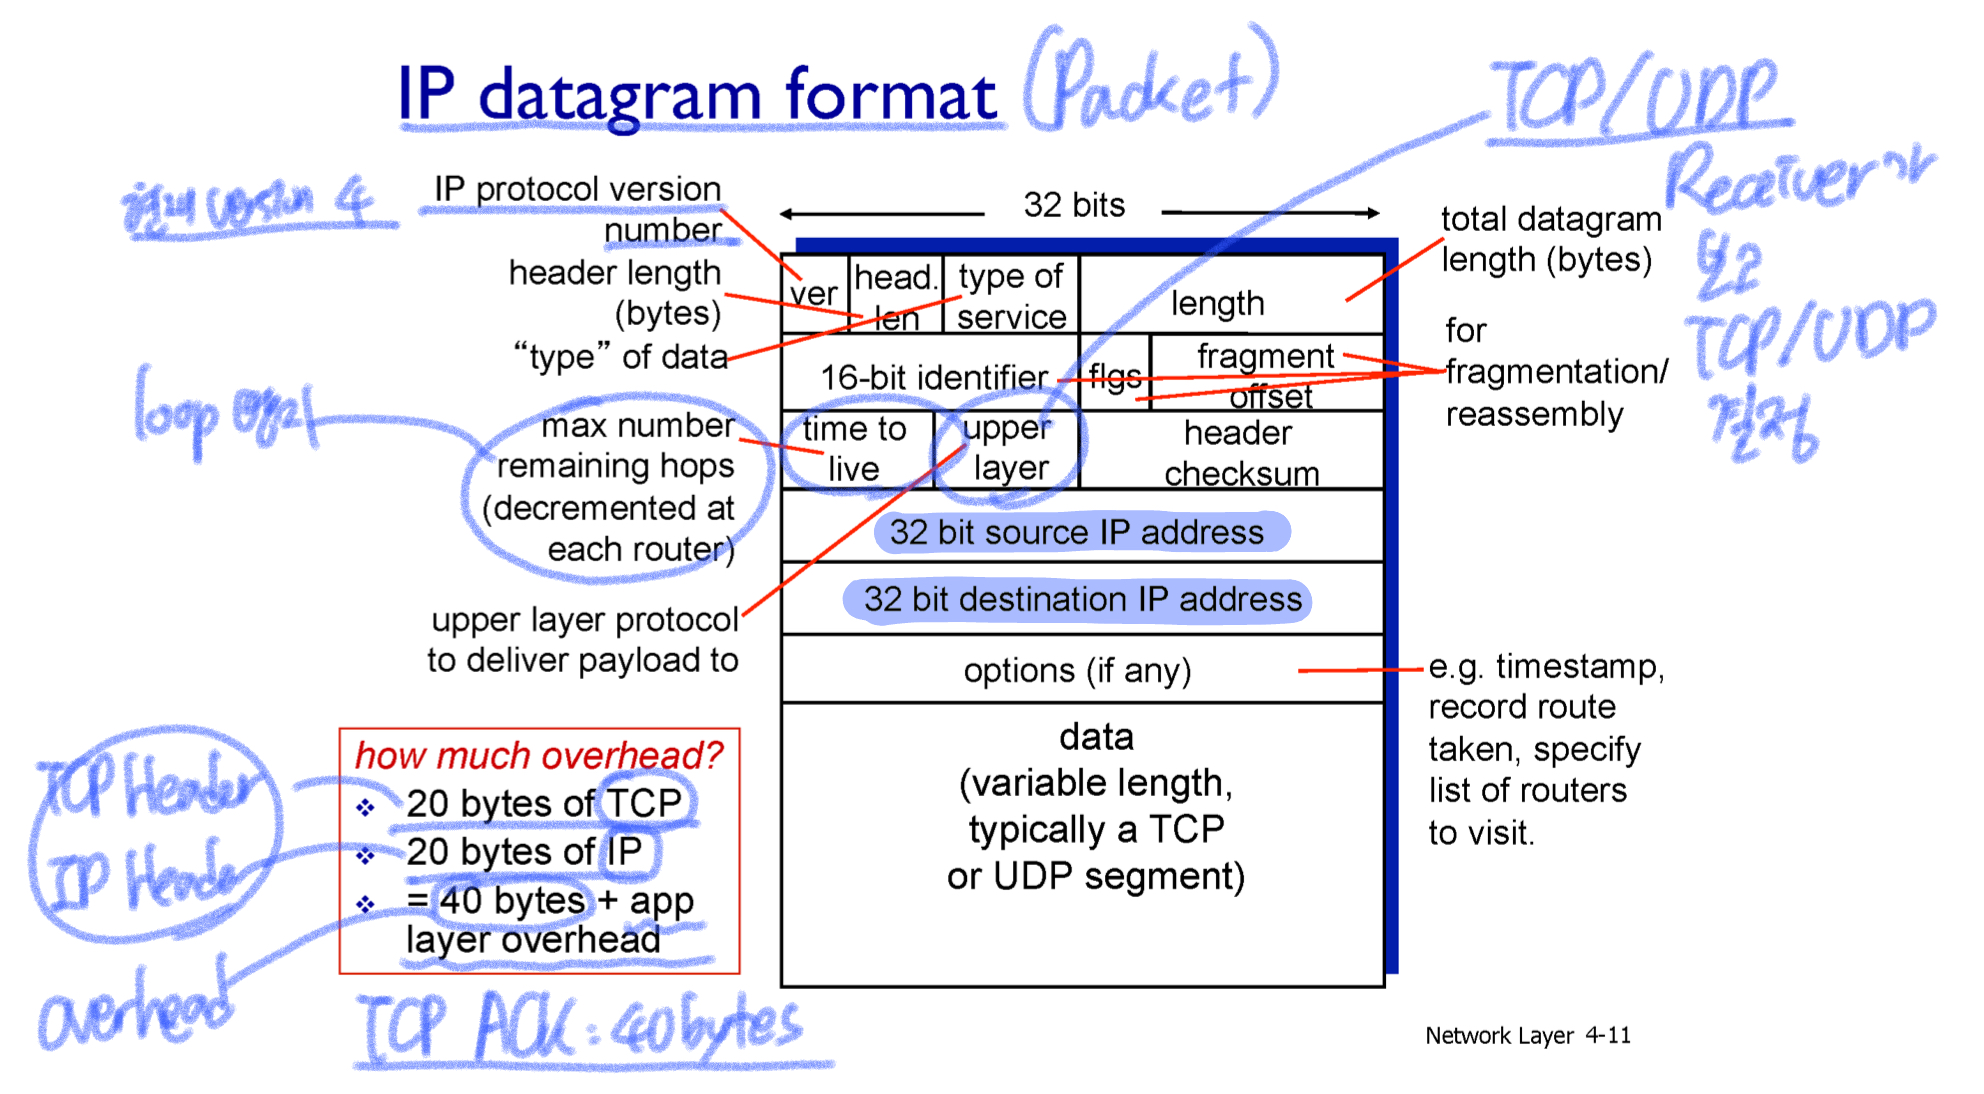 IP datagram format (Packet)
TCP/UDP
Receiver가
보고
TCP/UDP
결정
현재 version 4
IP protocol version
number
header length
(bytes)
“type” of data
loop 방지
max number
remaining hops
(decremented at
each router)
upper layer protocol
to deliver payload to
32 bits
ver
head.
len
type of
service
length
16-bit identifier
flgs
fragment
offset
time to
live
upper
layer
header
checksum
32 bit source IP address
32 bit destination IP address
options (if any)
data
(variable length,
typically a TCP
or UDP segment)
total datagram
length (bytes)
for
fragmentation/
reassembly
e.g. timestamp,
record route
taken, specify
list of routers
to visit.
how much overhead?
❖ 20 bytes of TCP
❖ 20 bytes of IP
❖ = 40 bytes + app
layer overhead
TCP Header
IP Header
overhead
TCP ACK : 40bytes
Network Layer 4-11